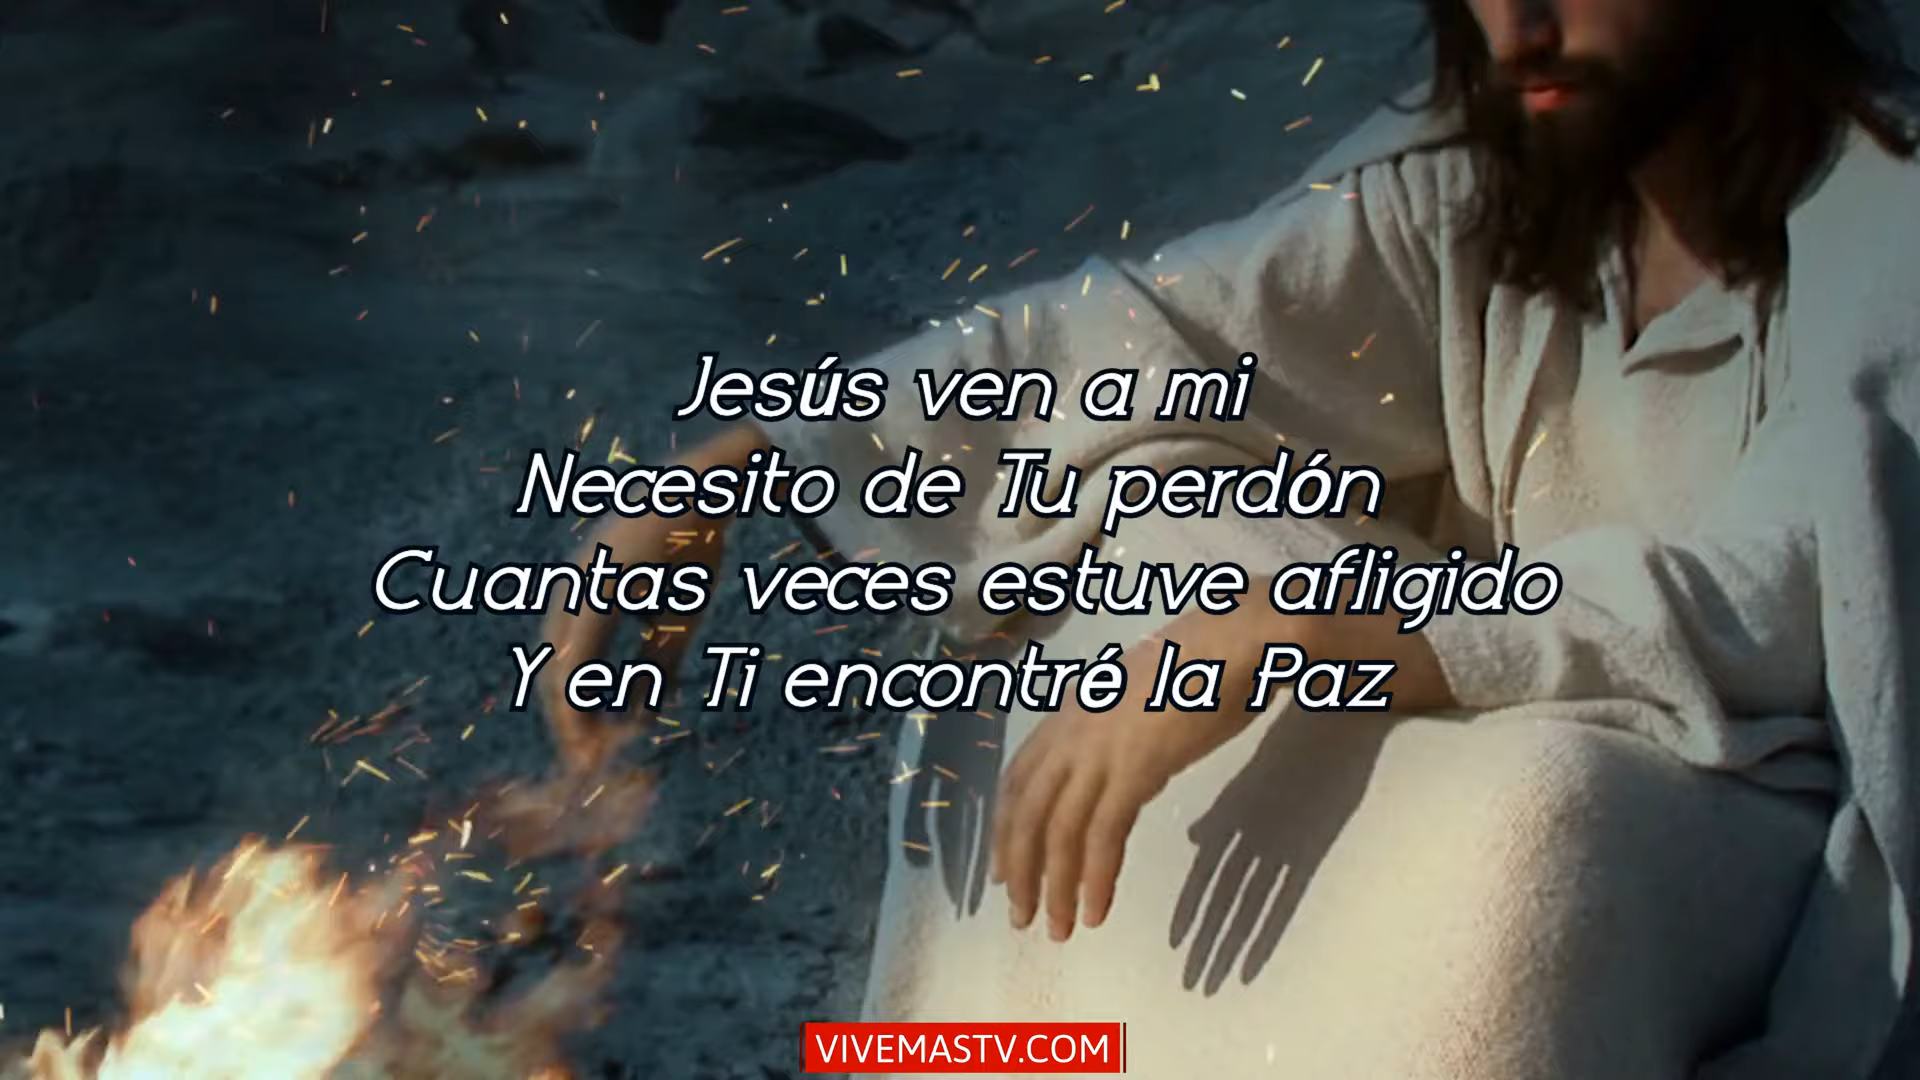 Jesús ven a mi
Necesito de Tu perdón
Cuantas veces estuve afligido
Y en Ti encontré la Paz
VIVEMASTV.COM